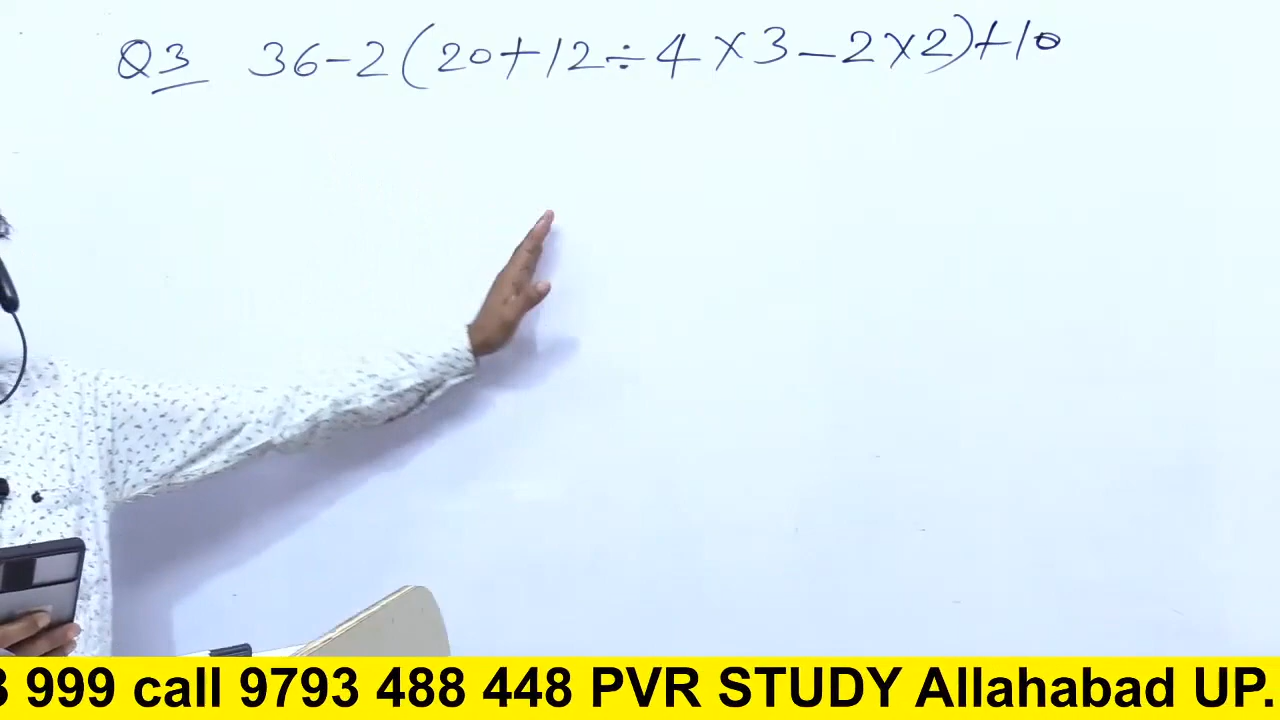 Q3 36-2(20+12÷4×3-2×2)+10
3 999 call 9793 488 448 PVR STUDY Allahabad UP.